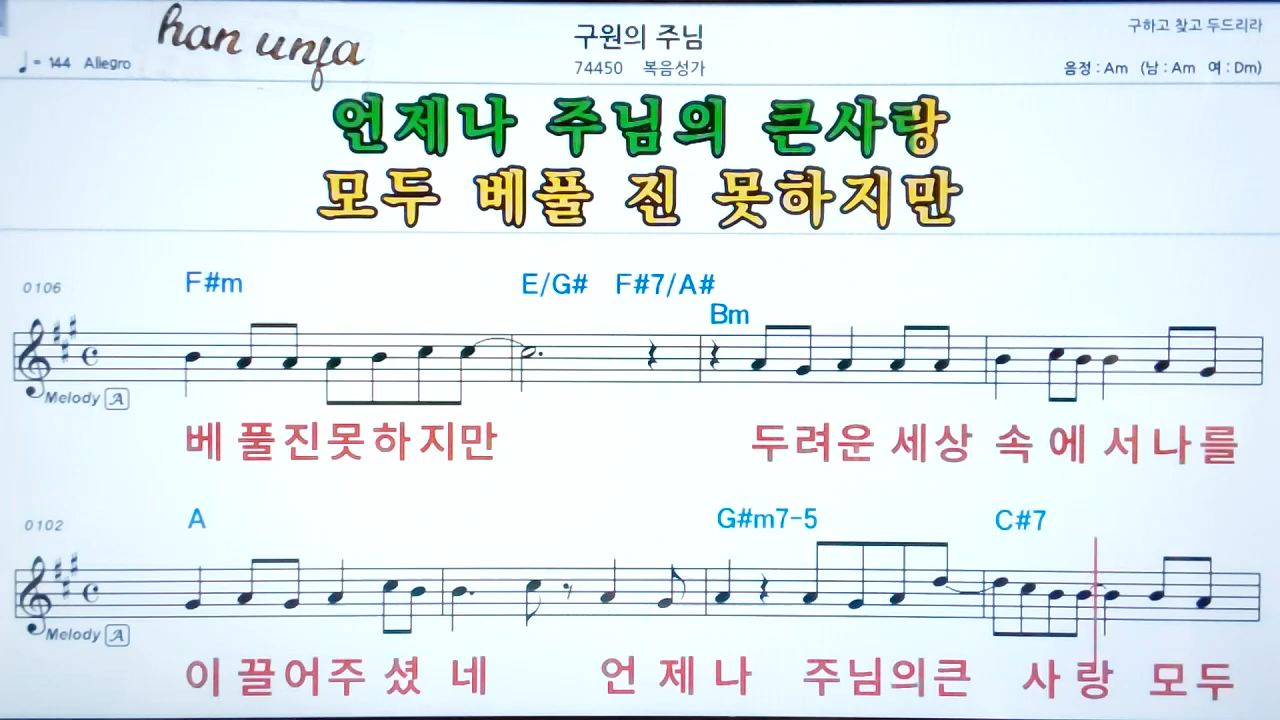 han unfa
구원의 주님
구하고 찾고 두드리라
♩= 144 Allegro
74450 복음성가
음정 : Am (남 : Am 여 : Dm)
언제나 주님의 큰사랑
모두 베풀 진 못하지만
0106
F#m E/G# F#7/A#
Bm
Melody A
베 풀진못하지만 두려운 세상 속 에 서나를
0102
A G#m7-5 C#7
Melody A
이 끌어주 셨 네 언 제 나 주님의큰 사 랑 모두